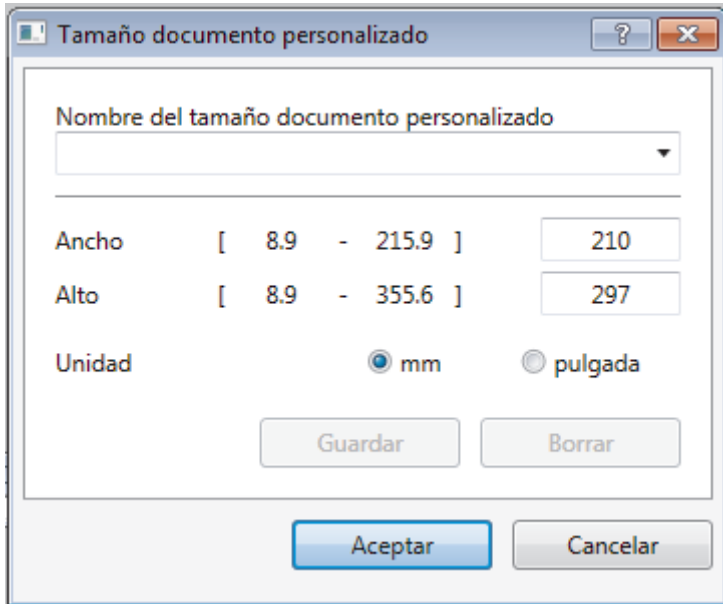 Tamaño documento personalizado
Nombre del tamaño documento personalizado
Ancho [ 8.9 - 215.9 ] 210
Alto [ 8.9 - 355.6 ] 297
Unidad mm pulgada
Guardar Borrar
Aceptar Cancelar